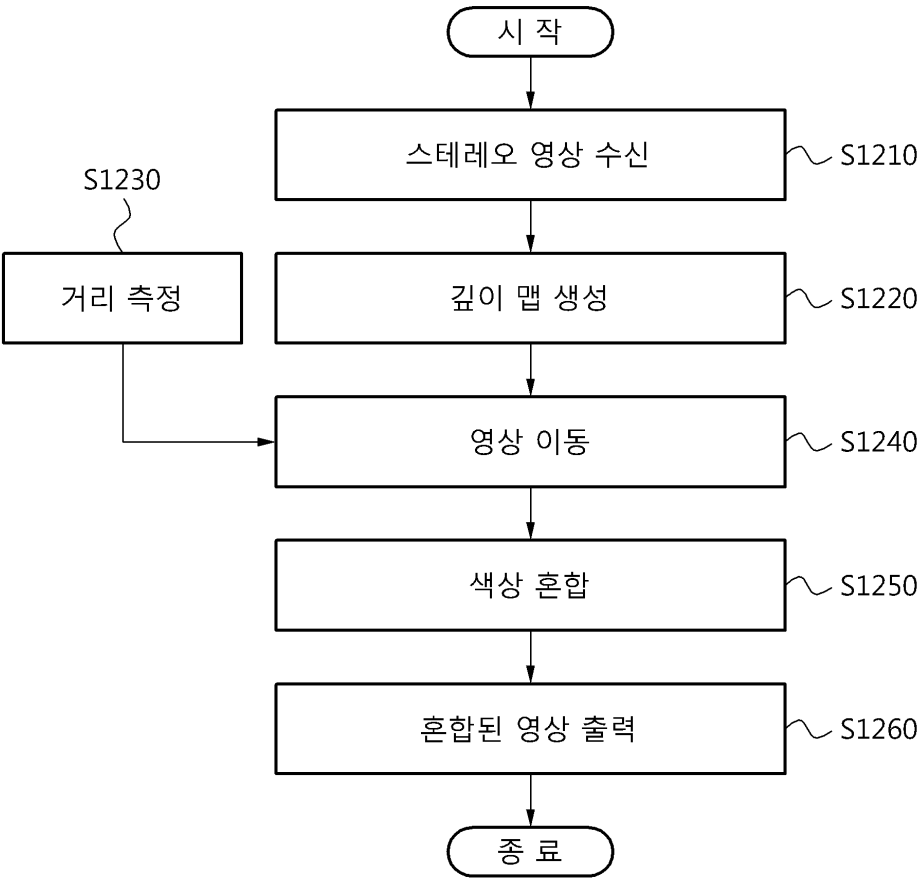 시 작
스테레오 영상 수신
S1210
S1230
거리 측정
깊이 맵 생성
S1220
영상 이동
S1240
색상 혼합
S1250
혼합된 영상 출력
S1260
종 료